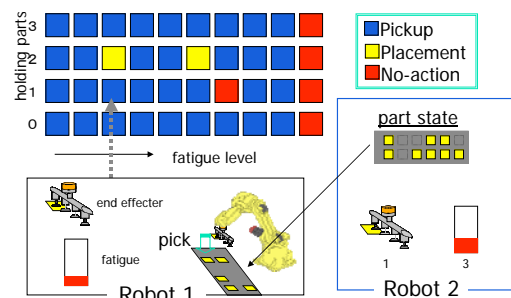 3
2
1
0
holding parts
fatigue level
Pickup
Placement
No-action
part state
end effecter
fatigue
pick
Robot 1
1
3
Robot 2